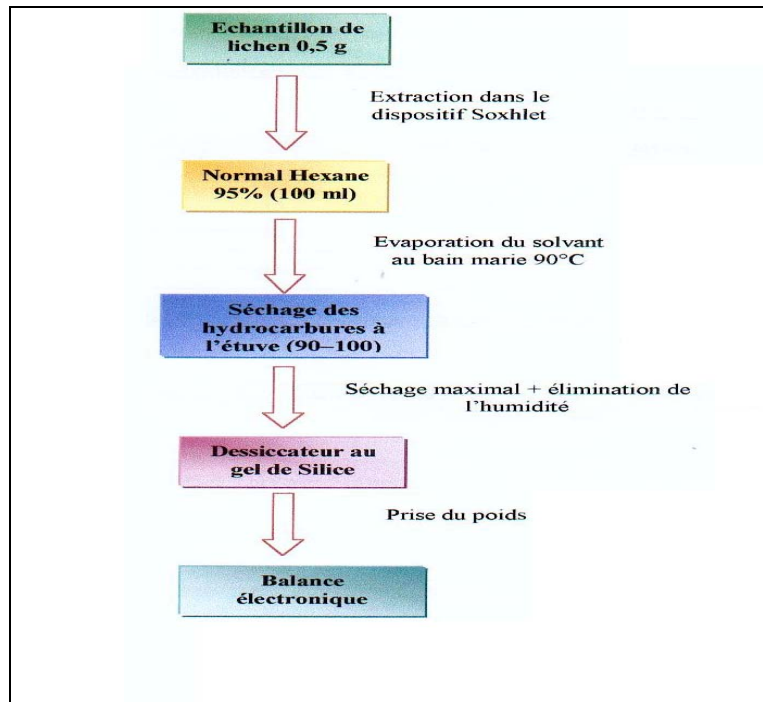 Echantillon de
lichen 0,5 g
Extraction dans le
dispositif Soxhlet
Normal Hexane
95% (100 ml)
Evaporation du solvant
au bain marie 90°C
Séchage des
hydrocarbures à
l'étuve (90–100)
Séchage maximal + élimination de
l'humidité
Dessiccateur au
gel de Silice
Prise du poids
Balance
électronique